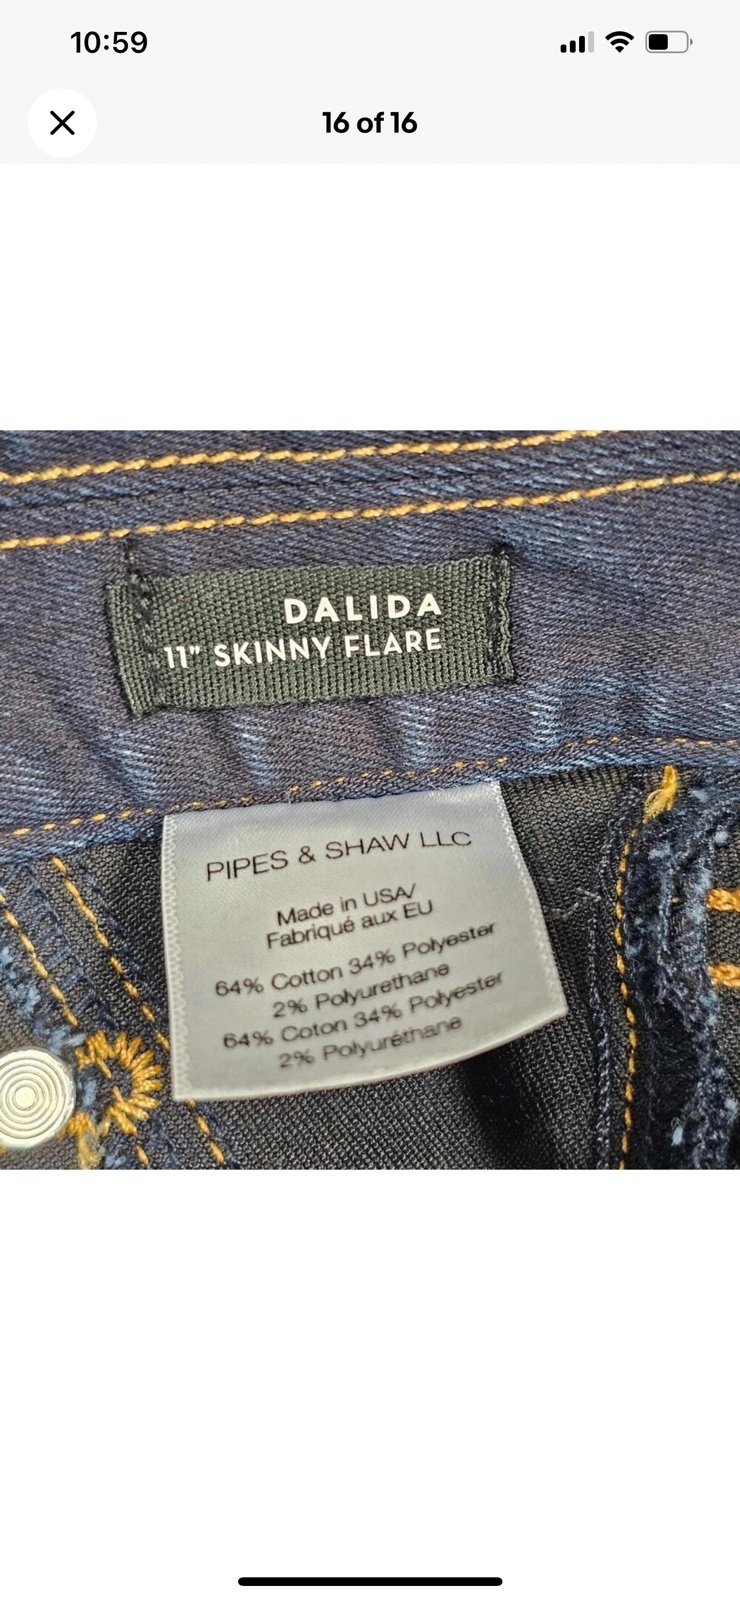 10:59
16 of 16
DALIDA
11" SKINNY FLARE
PIPES & SHAW LLC
Made in USA/
Fabriqué aux EU
64% Cotton 34% Polyester
2% Polyurethane
64% Coton 34% Polyester
2% Polyuréthane